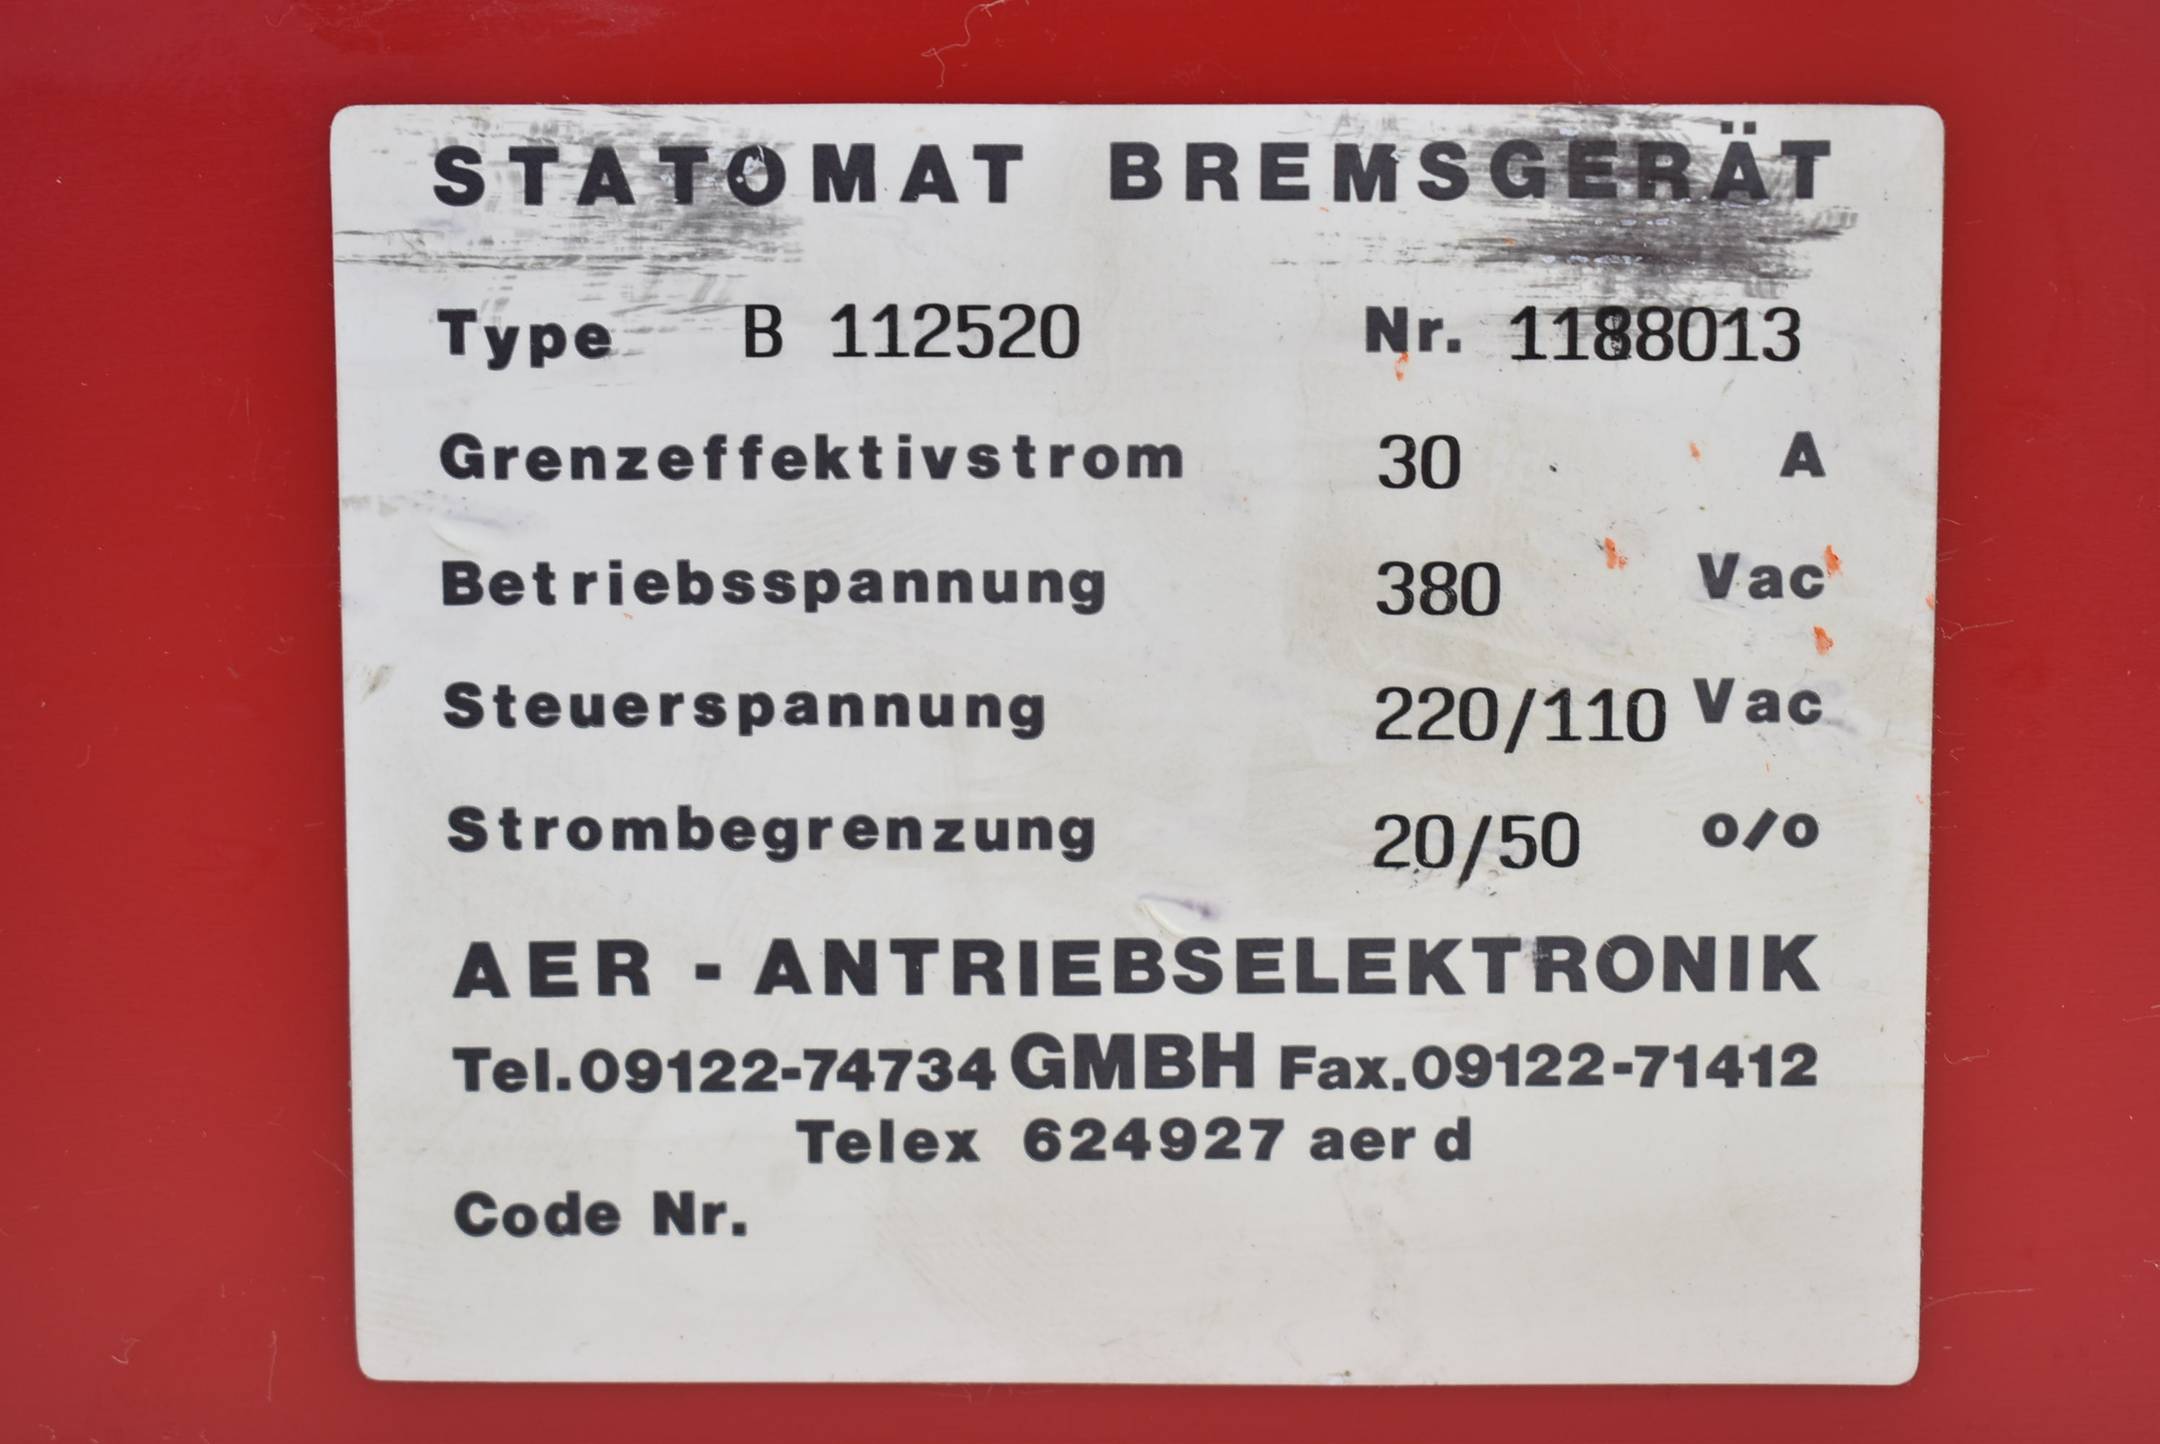 STATOMAT BREMSGERÄT
Type B 112520 Nr. 1188013
Grenzeffektivstrom 30 A
Betriebsspannung 380 Vac
Steuerspannung 220/110 Vac
Strombegrenzung 20/50 o/o
AER - ANTRIEBSELEKTRONIK
Tel.09122-74734 GMBH Fax.09122-71412
Telex 624927 aer d
Code Nr.